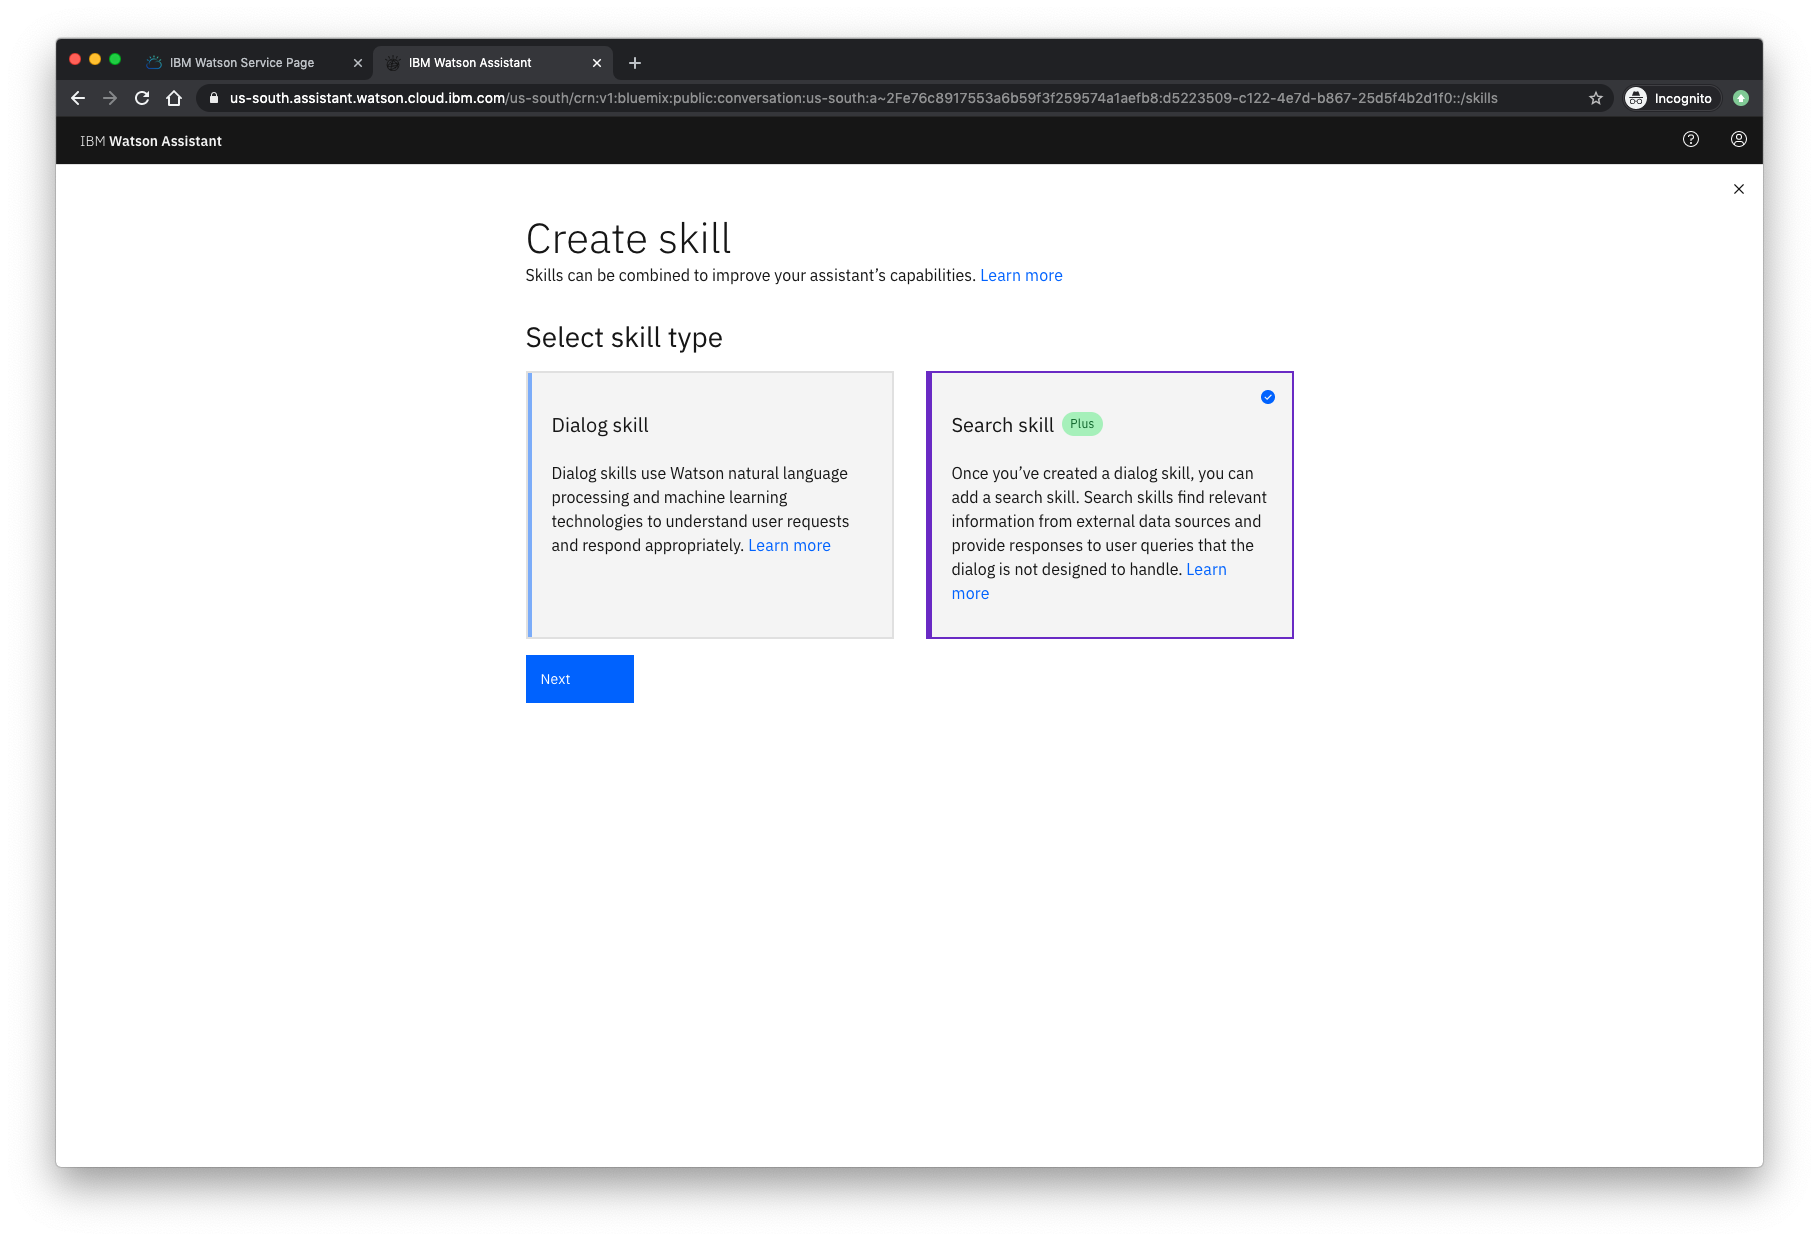 IBM Watson Service Page
IBM Watson Assistant
us-south.assistant.watson.cloud.ibm.com/us-south/crn:v1:bluemix:public:conversation:us-south:a~2Fe76c8917553a6b59f3f259574a1aefb8:d5223509-c122-4e7d-b867-25d5f4b2d1f0::/skills
Incognito
IBM Watson Assistant
Create skill
Skills can be combined to improve your assistant’s capabilities. Learn more
Select skill type
Dialog skill
Dialog skills use Watson natural language
processing and machine learning
technologies to understand user requests
and respond appropriately. Learn more
Search skill Plus
Once you’ve created a dialog skill, you can
add a search skill. Search skills find relevant
information from external data sources and
provide responses to user queries that the
dialog is not designed to handle. Learn
more
Next